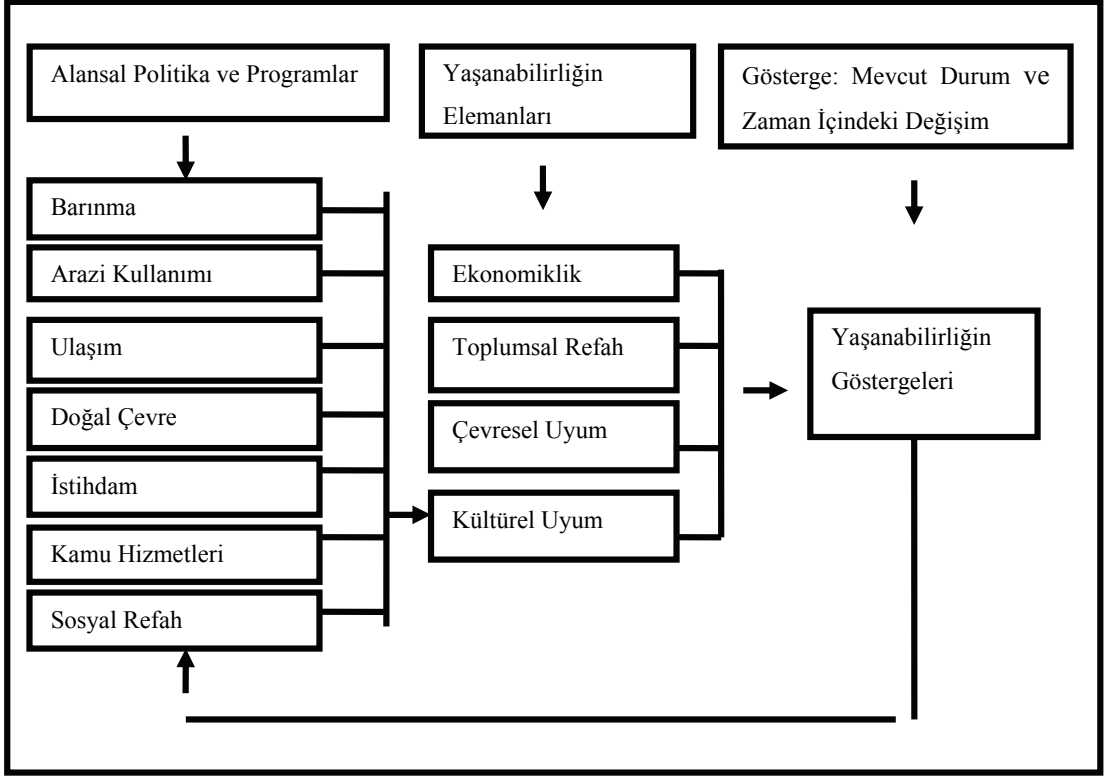 Alansal Politika ve Programlar
Yaşanabilirliğin
Elemanları
Gösterge: Mevcut Durum ve
Zaman İçindeki Değişim
Barınma
Arazi Kullanımı
Ulaşım
Doğal Çevre
İstihdam
Kamu Hizmetleri
Sosyal Refah
Ekonomiklik
Toplumsal Refah
Çevresel Uyum
Kültürel Uyum
Yaşanabilirliğin
Göstergeleri